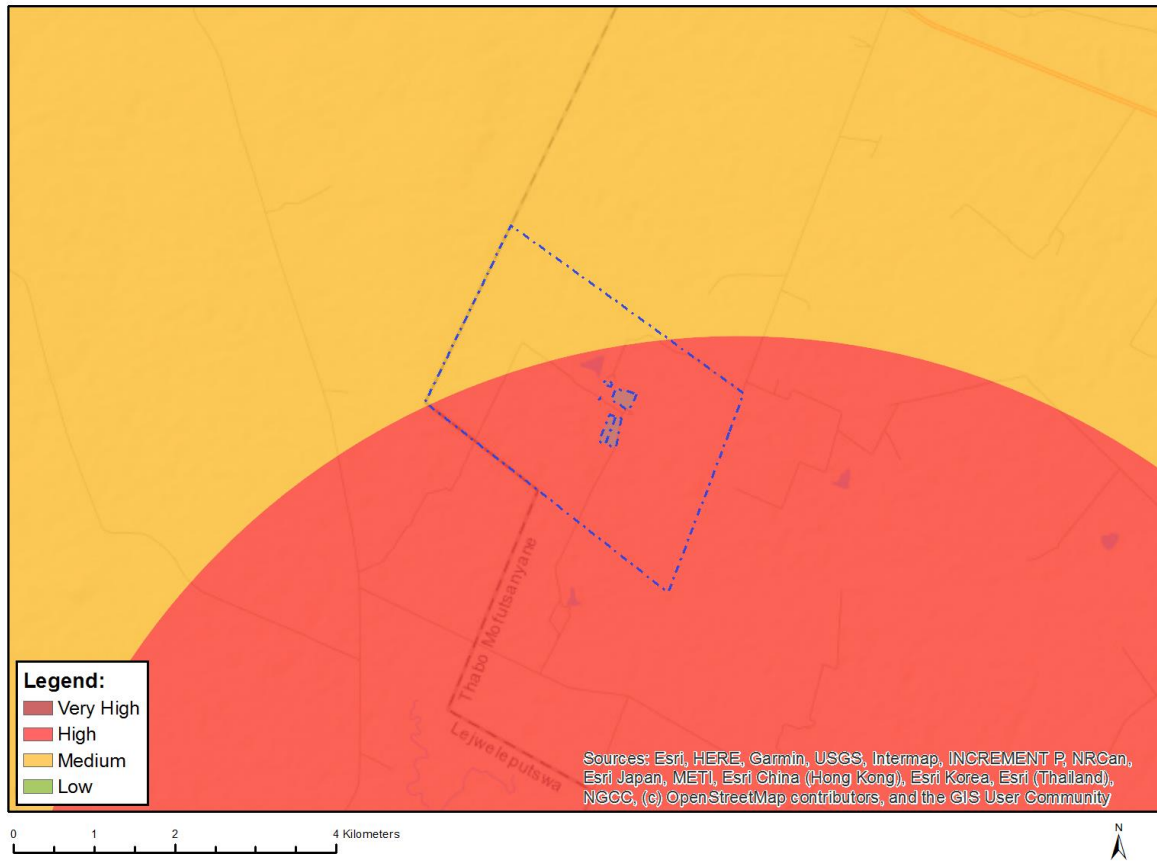 Thabo Mofutsanyane
Lejweleputswa
Legend:
Very High
High
Medium
Low
Sources: Esri, HERE, Garmin, USGS, Intermap, INCREMENT P, NRCan,
Esri Japan, METI, Esri China (Hong Kong), Esri Korea, Esri (Thailand),
NGCC, (c) OpenStreetMap contributors, and the GIS User Community
0 1 2 4 Kilometers
N